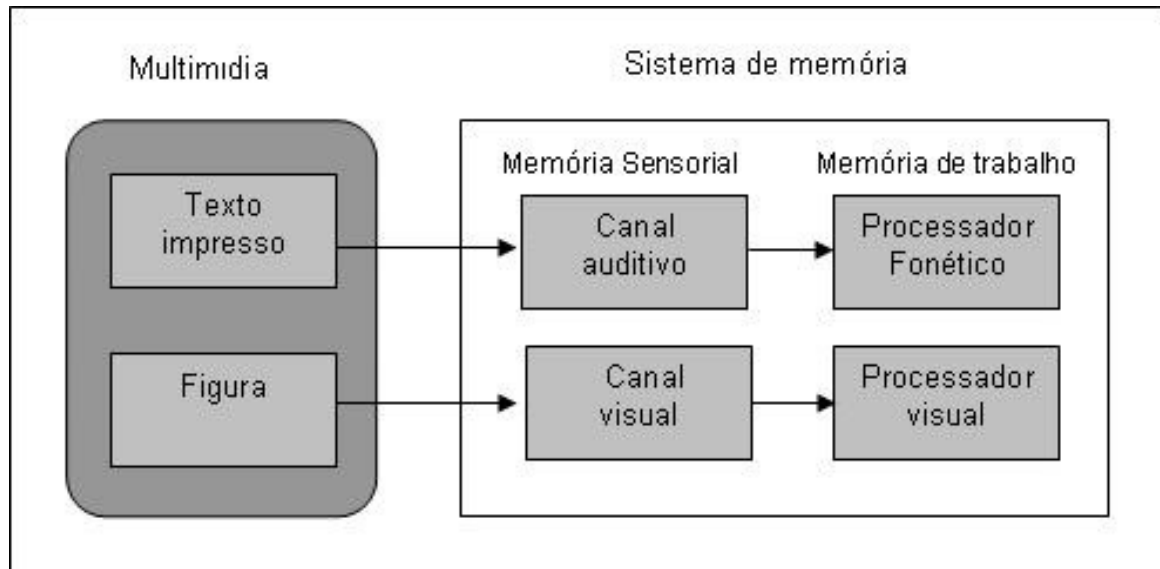 Multimıdia
Sistema de memória
Memória Sensorial
Memória de trabalho
Texto
impresso
Canal
auditivo
Processador
Fonético
Figura
Canal
visual
Processador
visual